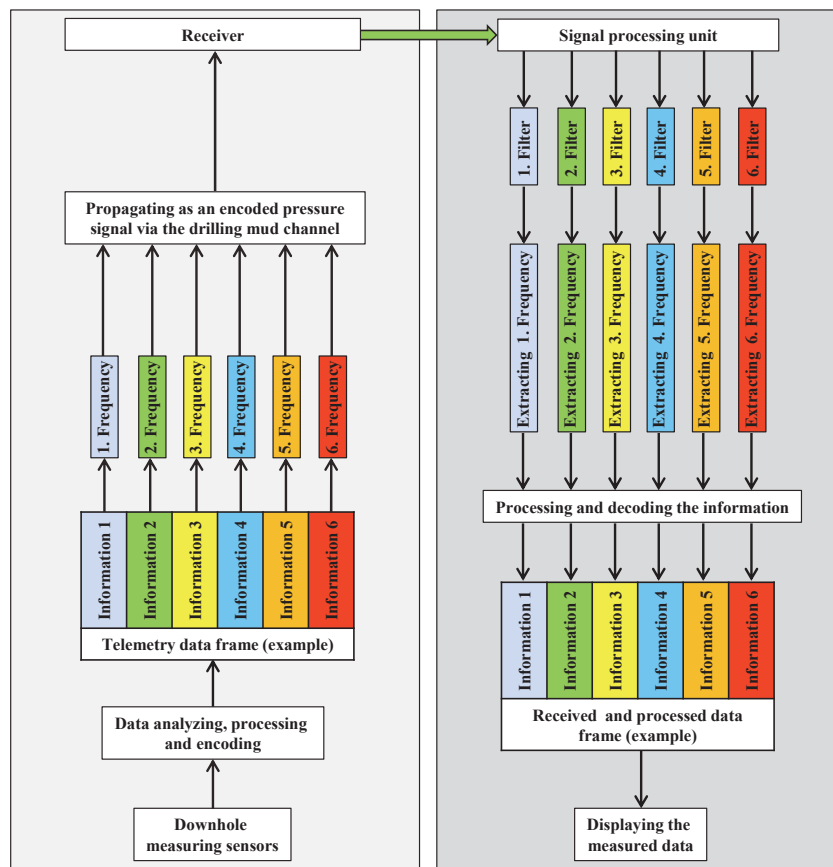 Receiver
Propagating as an encoded pressure
signal via the drilling mud channel
1. Frequency
2. Frequency
3. Frequency
4. Frequency
5. Frequency
6. Frequency
Information 1
Information 2
Information 3
Information 4
Information 5
Information 6
Telemetry data frame (example)
Data analyzing, processing
and encoding
Downhole
measuring sensors
Signal processing unit
1. Filter
2. Filter
3. Filter
4. Filter
5. Filter
6. Filter
Extracting 1. Frequency
Extracting 2. Frequency
Extracting 3. Frequency
Extracting 4. Frequency
Extracting 5. Frequency
Extracting 6. Frequency
Processing and decoding the information
Information 1
Information 2
Information 3
Information 4
Information 5
Information 6
Received and processed data
frame (example)
Displaying the
measured data